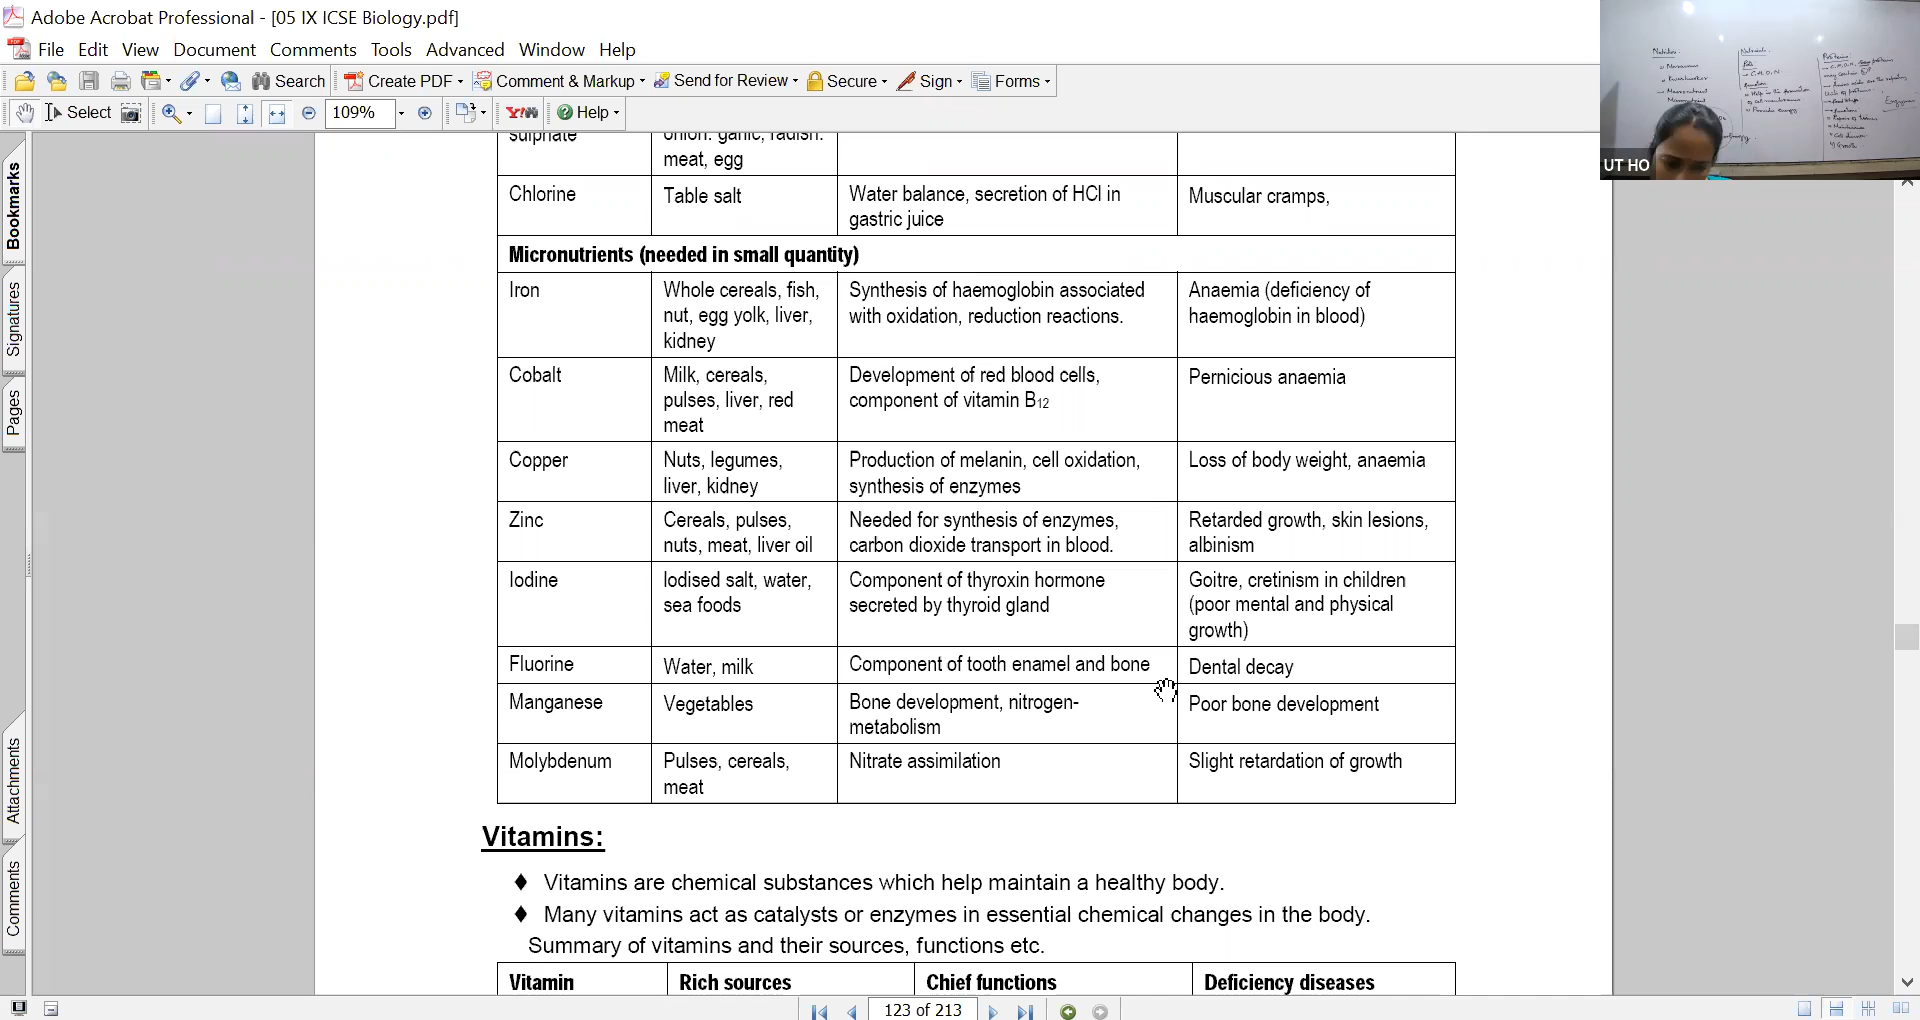 Adobe Acrobat Professional - [05 IX ICSE Biology.pdf]
File Edit View Document Comments Tools Advanced Window Help
Search Create PDF Comment & Markup Send for Review Secure Sign Forms
Select 109% Y! Help
Bookmarks
Signatures
Pages
Attachments
Comments
sulphate onion. garlic, radish.
meat, egg
Chlorine Table salt Water balance, secretion of HCl in Muscular cramps,
gastric juice
Micronutrients (needed in small quantity)
Iron Whole cereals, fish, Synthesis of haemoglobin associated Anaemia (deficiency of
nut, egg yolk, liver, with oxidation, reduction reactions. haemoglobin in blood)
kidney
Cobalt Milk, cereals, Development of red blood cells, Pernicious anaemia
pulses, liver, red component of vitamin B12
meat
Copper Nuts, legumes, Production of melanin, cell oxidation, Loss of body weight, anaemia
liver, kidney synthesis of enzymes
Zinc Cereals, pulses, Needed for synthesis of enzymes, Retarded growth, skin lesions,
nuts, meat, liver oil carbon dioxide transport in blood. albinism
Iodine Iodised salt, water, Component of thyroxin hormone Goitre, cretinism in children
sea foods secreted by thyroid gland (poor mental and physical
growth)
Fluorine Water, milk Component of tooth enamel and bone Dental decay
Manganese Vegetables Bone development, nitrogen- Poor bone development
metabolism
Molybdenum Pulses, cereals, Nitrate assimilation Slight retardation of growth
meat
Vitamins:
♦ Vitamins are chemical substances which help maintain a healthy body.
♦ Many vitamins act as catalysts or enzymes in essential chemical changes in the body.
Summary of vitamins and their sources, functions etc.
Vitamin Rich sources Chief functions Deficiency diseases
123 of 213
UT HO